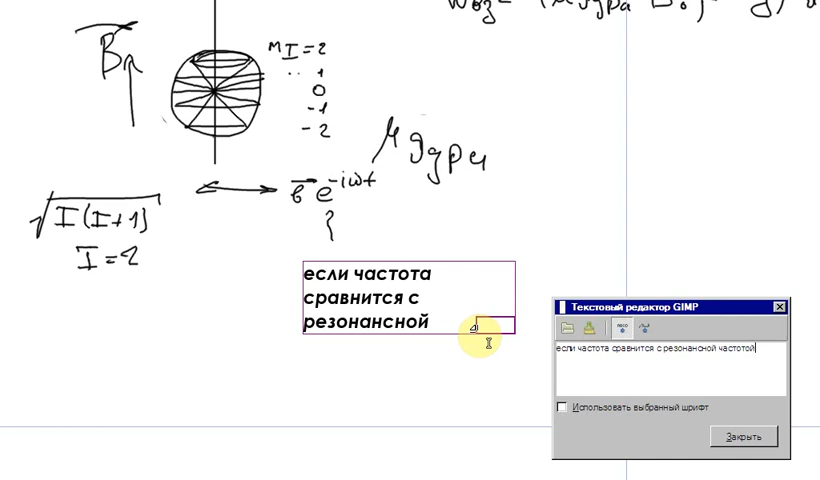 B₀
M I = 2
1
0
-1
-2
μ ядра
b e^{-iωt}
√I(I+1)
I=2
если частота
сравнится с
резонансной
Текстовый редактор GIMP
если частота сравнится с резонансной частотой
Использовать выбранный шрифт
Закрыть